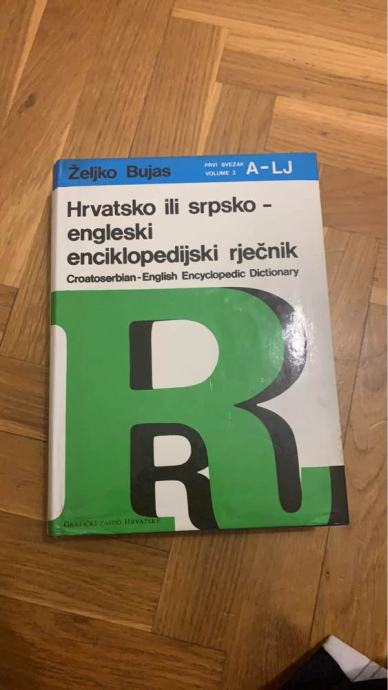 Željko Bujas
PRVI SVEZAK
VOLUME I
A-LJ
Hrvatsko ili srpsko -
engleski
enciklopedijski rječnik
Croatoserbian-English Encyclopedic Dictionary
R
R
GRAFIČKI ZAVOD HRVATSKE